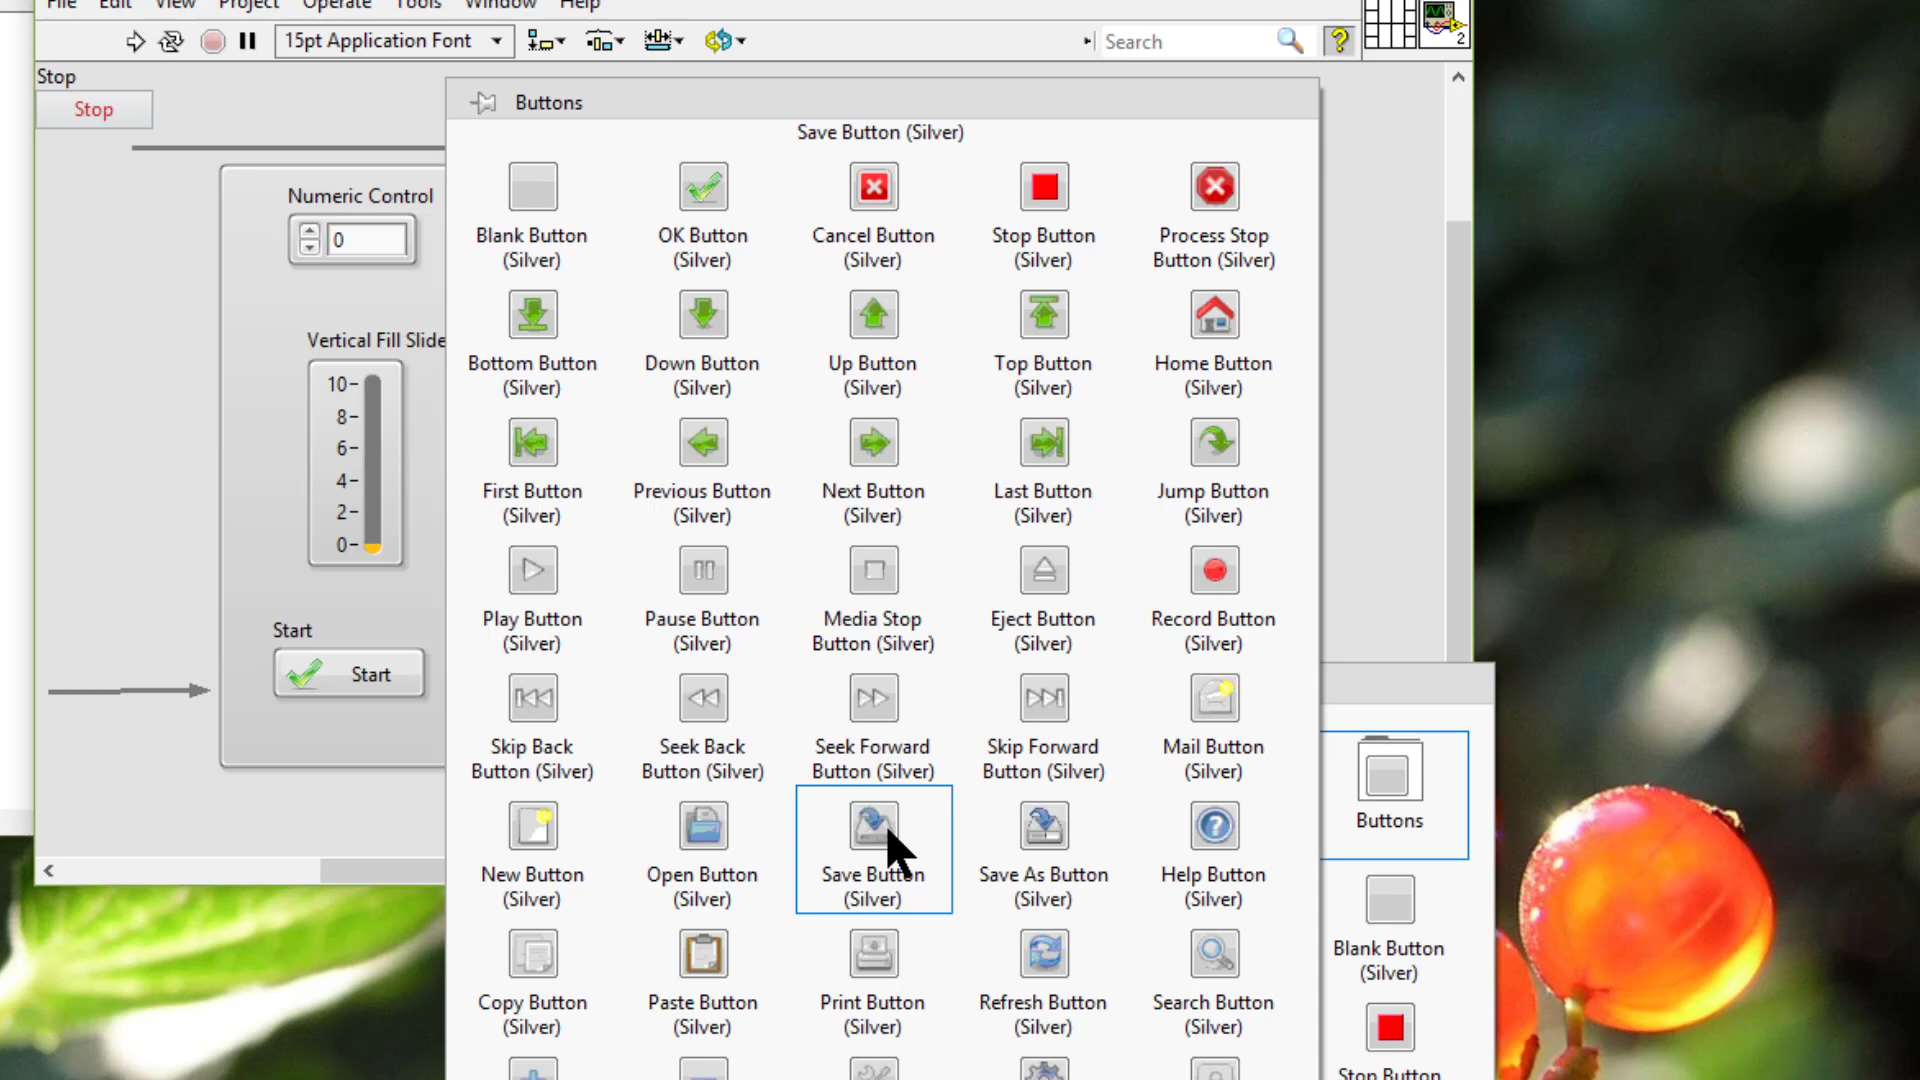 File Edit View Project Operate Tools Window Help
15pt Application Font
Search
?
2
Stop
Stop
Buttons
Save Button (Silver)
Numeric Control
0
Vertical Fill Slide
10
8
6
4
2
0
Start
Start
Blank Button
(Silver)
OK Button
(Silver)
Cancel Button
(Silver)
Stop Button
(Silver)
Process Stop
Button (Silver)
Bottom Button
(Silver)
Down Button
(Silver)
Up Button
(Silver)
Top Button
(Silver)
Home Button
(Silver)
First Button
(Silver)
Previous Button
(Silver)
Next Button
(Silver)
Last Button
(Silver)
Jump Button
(Silver)
Play Button
(Silver)
Pause Button
(Silver)
Media Stop
Button (Silver)
Eject Button
(Silver)
Record Button
(Silver)
Skip Back
Button (Silver)
Seek Back
Button (Silver)
Seek Forward
Button (Silver)
Skip Forward
Button (Silver)
Mail Button
(Silver)
New Button
(Silver)
Open Button
(Silver)
Save Button
(Silver)
Save As Button
(Silver)
Help Button
(Silver)
Copy Button
(Silver)
Paste Button
(Silver)
Print Button
(Silver)
Refresh Button
(Silver)
Search Button
(Silver)
Buttons
Blank Button
(Silver)
Stop Button